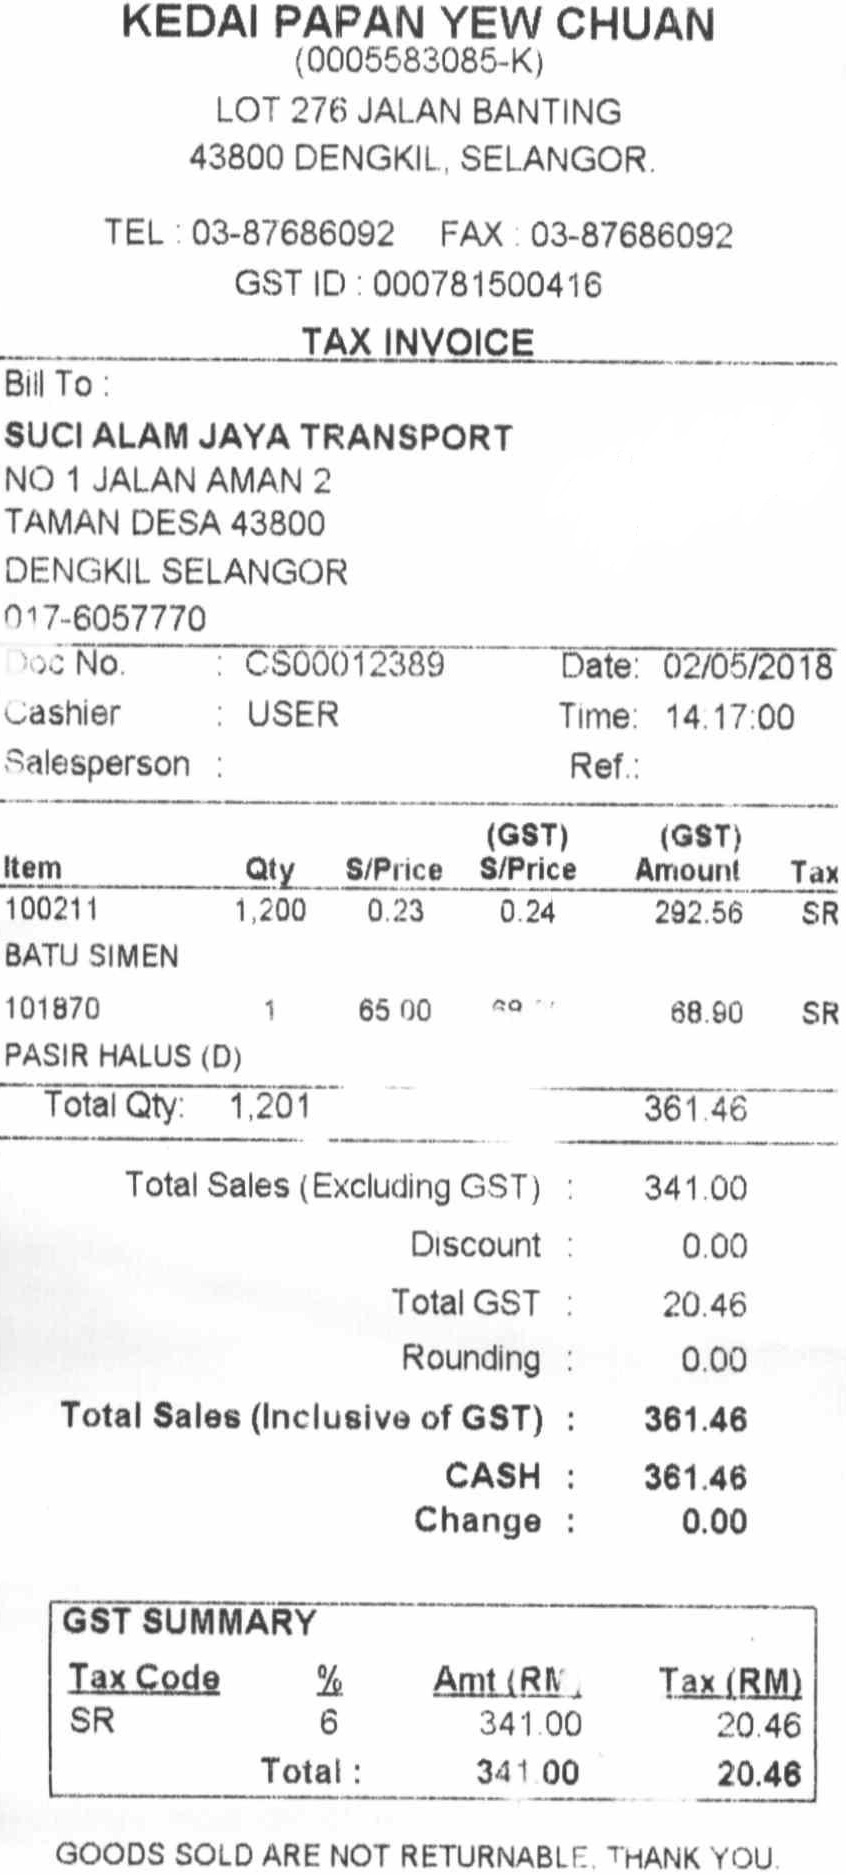 KEDAI PAPAN YEW CHUAN
(0005583085-K)
LOT 276 JALAN BANTING
43800 DENGKIL, SELANGOR.
TEL : 03-87686092 FAX : 03-87686092
GST ID : 000781500416
TAX INVOICE
Bill To :
SUCI ALAM JAYA TRANSPORT
NO 1 JALAN AMAN 2
TAMAN DESA 43800
DENGKIL SELANGOR
017-6057770
Doc No. : CS00012389 Date: 02/05/2018
Cashier : USER Time: 14:17:00
Salesperson : Ref.:
(GST) (GST)
Item Qty S/Price S/Price Amount Tax
100211 1,200 0.23 0.24 292.56 SR
BATU SIMEN
101870 1 65.00 68.90 SR
PASIR HALUS (D)
Total Qty: 1,201 361.46
Total Sales (Excluding GST) : 341.00
Discount : 0.00
Total GST : 20.46
Rounding : 0.00
Total Sales (Inclusive of GST) : 361.46
CASH : 361.46
Change : 0.00
GST SUMMARY
Tax Code % Amt (RM) Tax (RM)
SR 6 341.00 20.46
Total : 341.00 20.46
GOODS SOLD ARE NOT RETURNABLE. THANK YOU.